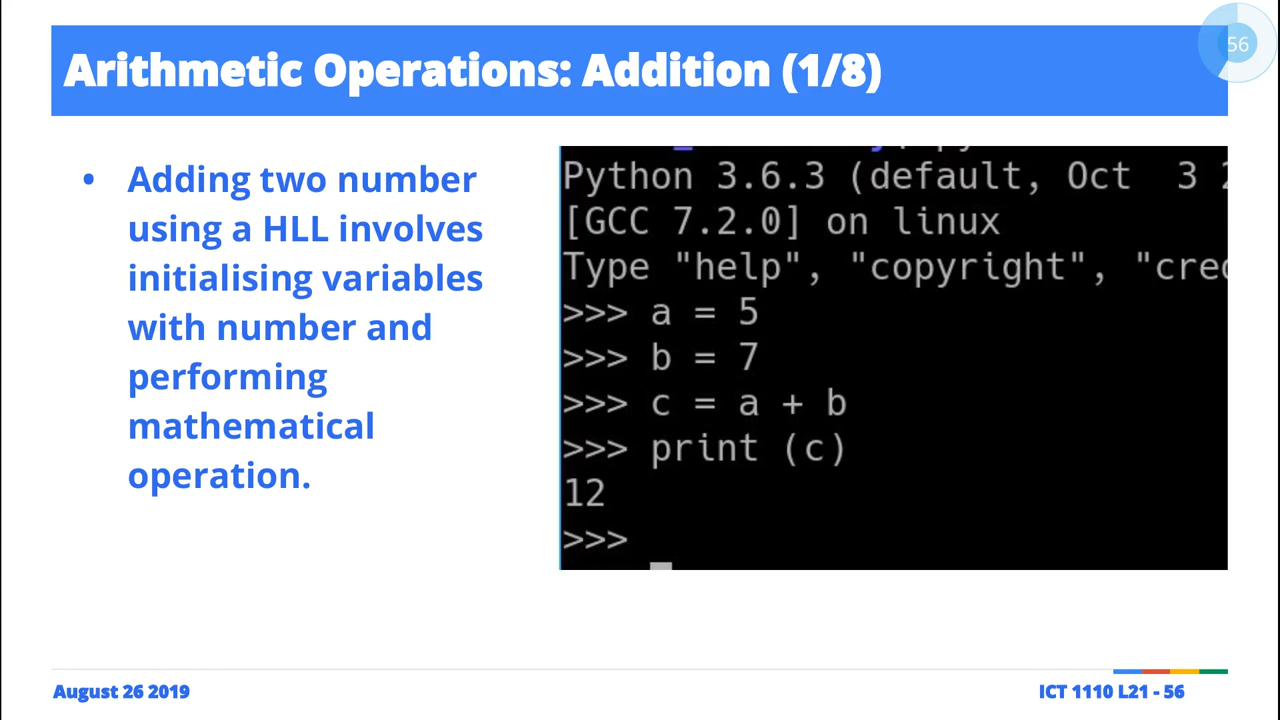 56
Arithmetic Operations: Addition (1/8)
• Adding two number
using a HLL involves
initialising variables
with number and
performing
mathematical
operation.
Python 3.6.3 (default, Oct  3
[GCC 7.2.0] on linux
Type "help", "copyright", "cred
>>> a = 5
>>> b = 7
>>> c = a + b
>>> print (c)
12
>>>
August 26 2019
ICT 1110 L21 - 56